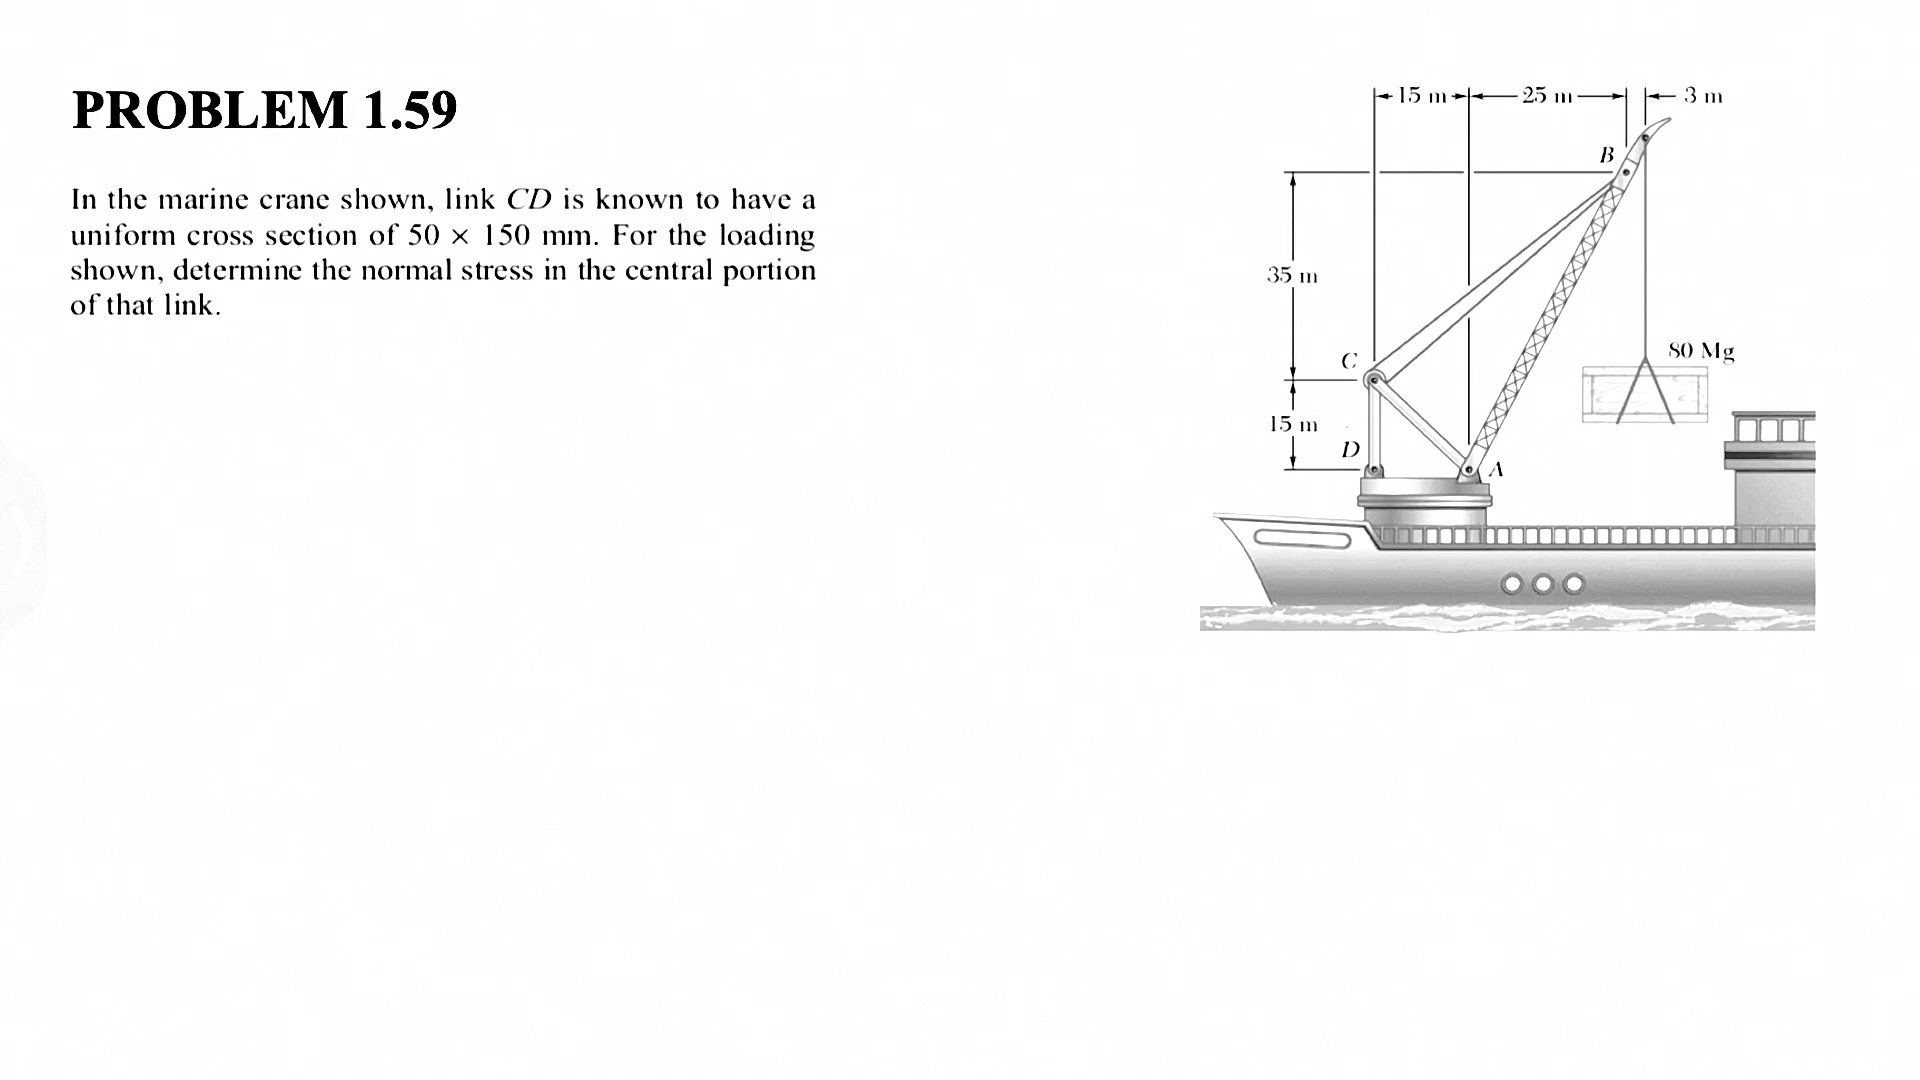 PROBLEM 1.59
In the marine crane shown, link CD is known to have a
uniform cross section of 50 × 150 mm. For the loading
shown, determine the normal stress in the central portion
of that link.
15 m
25 m
3 m
B
35 m
C
80 Mg
15 m
D
A